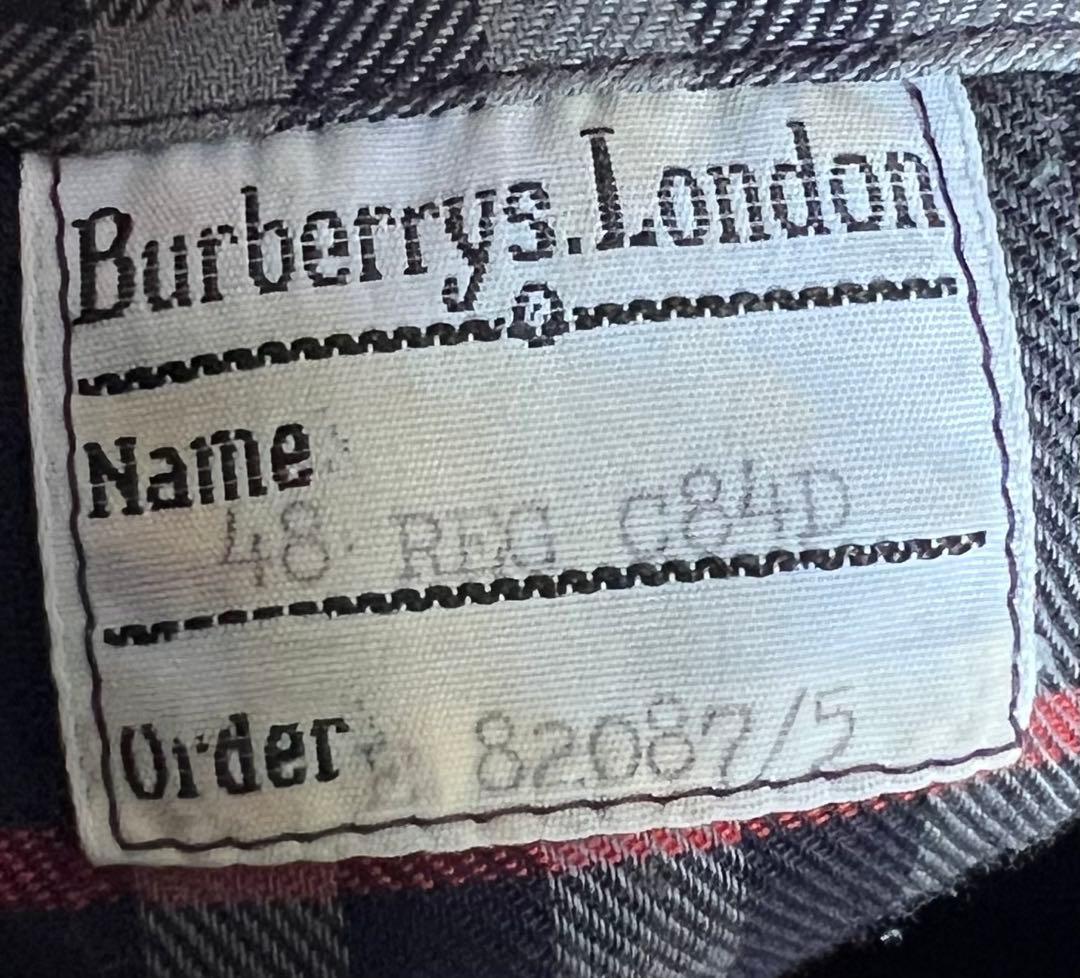 Burberrys. London
Name
48 REG C84D
Order 82087/5